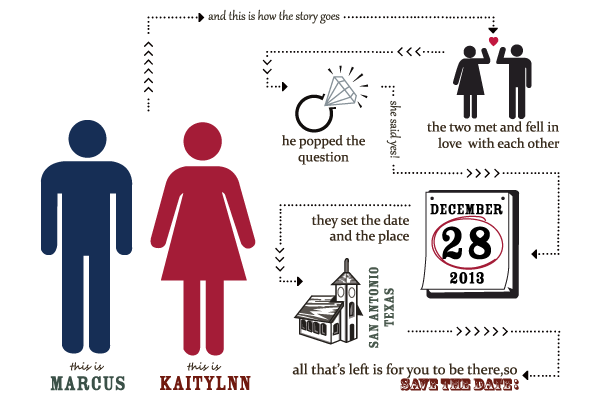 and this is how the story goes
the two met and fell in
love with each other
he popped the
question
she said yes!
DECEMBER
28
2013
they set the date
and the place
SAN ANTONIO
TEXAS
all that's left is for you to be there,so
SAVE THE DATE!
this is
MARCUS
this is
KAITYLNN